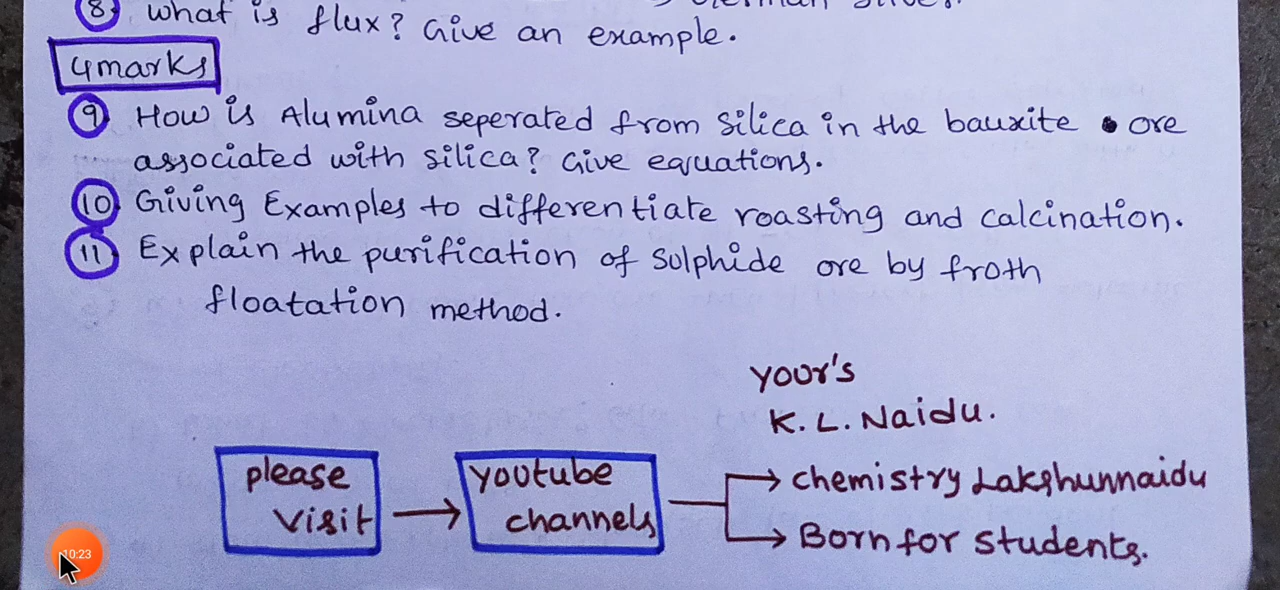 8 What is flux? Give an example.
4marks
9 How is Alumina seperated from silica in the bauxite ore
associated with silica? Give equations.
10 Giving Examples to differentiate roasting and calcination.
11 Explain the purification of sulphide ore by froth
floatation method.
your's
K. L. Naidu.
please
visit
youtube
channels
chemistry Lakshunnaidu
Born for students.
10:23